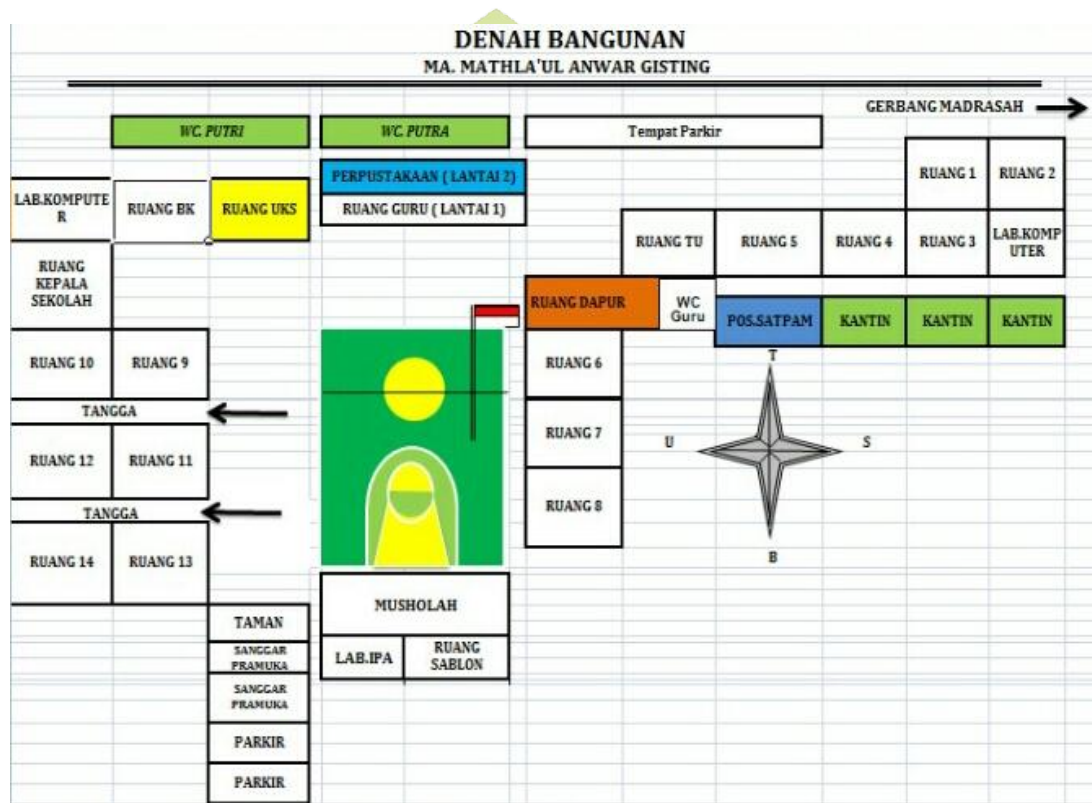 DENAH BANGUNAN
MA. MATHLA'UL ANWAR GISTING
GERBANG MADRASAH
WC. PUTRI
WC. PUTRA
Tempat Parkir
PERPUSTAKAAN ( LANTAI 2)
RUANG GURU ( LANTAI 1)
LAB.KOMPUTE
R
RUANG BK
RUANG UKS
RUANG 1
RUANG 2
RUANG TU
RUANG 5
RUANG 4
RUANG 3
LAB.KOMP
UTER
RUANG
KEPALA
SEKOLAH
RUANG DAPUR
WC
Guru
POS.SATPAM
KANTIN
KANTIN
KANTIN
RUANG 10
RUANG 9
RUANG 6
T
TANGGA
RUANG 12
RUANG 11
RUANG 7
U
S
TANGGA
RUANG 8
RUANG 14
RUANG 13
B
MUSHOLAH
TAMAN
LAB.IPA
RUANG
SABLON
SANGGAR
PRAMUKA
SANGGAR
PRAMUKA
PARKIR
PARKIR